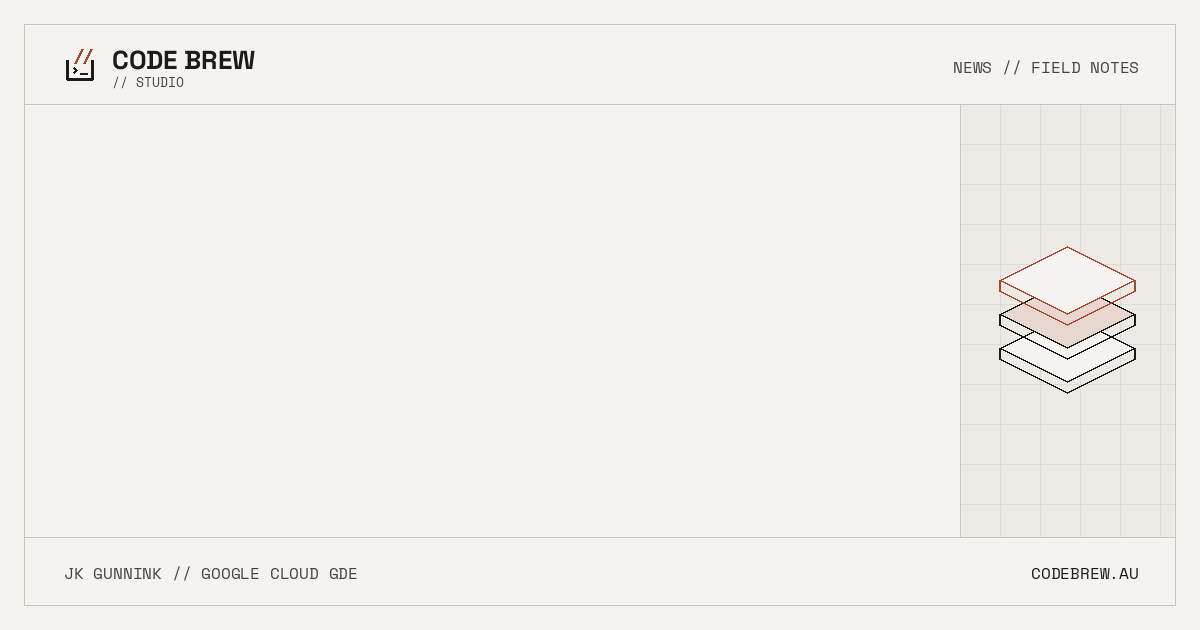 CODE BREW
// STUDIO
NEWS // FIELD NOTES
JK GUNNINK // GOOGLE CLOUD GDE
CODEBREW.AU